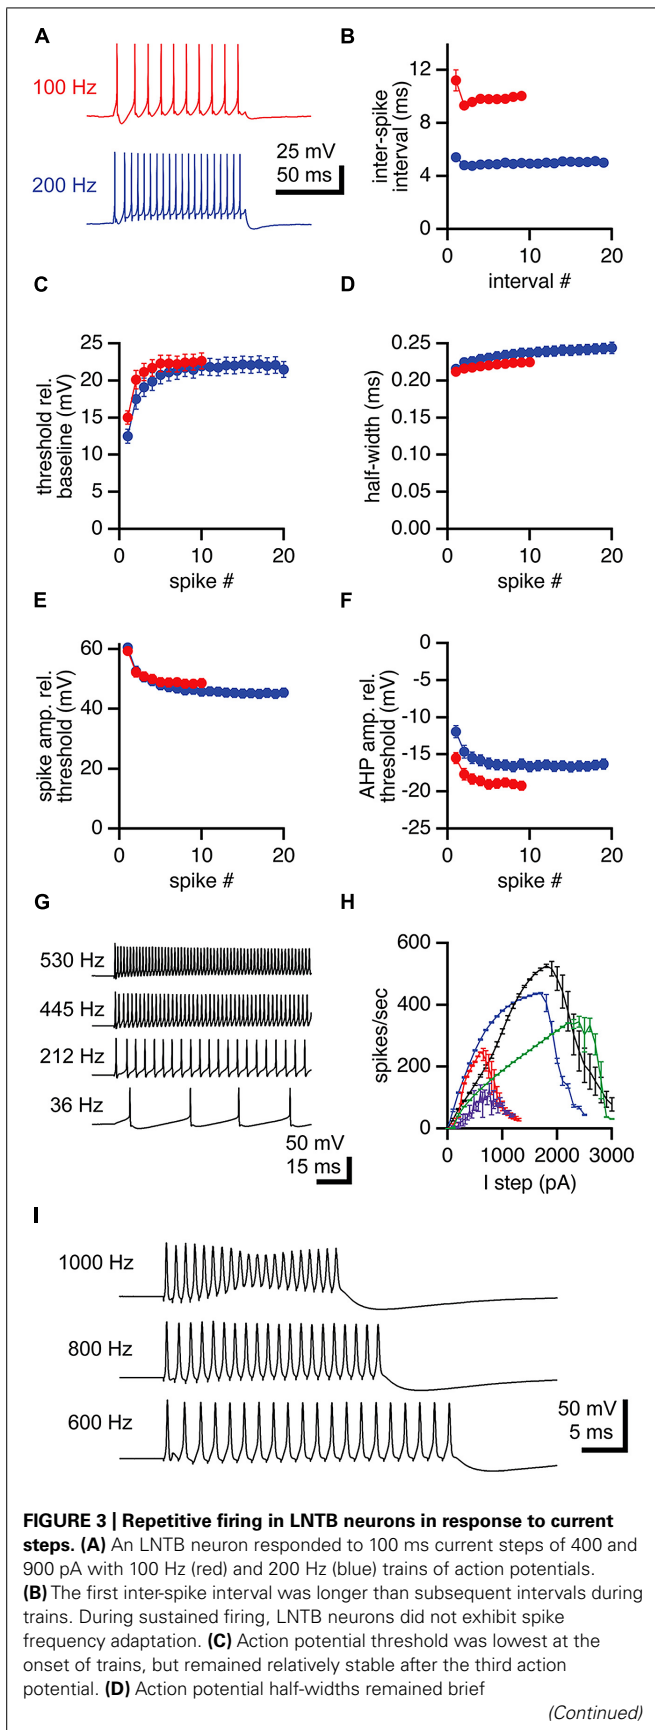 A
100 Hz
200 Hz
25 mV
50 ms
B
inter-spike
interval (ms)
12
8
4
0
0
10
20
interval #
C
threshold rel.
baseline (mV)
25
20
15
10
5
0
0
10
20
spike #
D
half-width (ms)
0.25
0.20
0.15
0.10
0.05
0.00
0
10
20
spike #
E
spike amp. rel.
threshold (mV)
60
40
20
0
0
10
20
spike #
F
AHP amp. rel.
threshold (mV)
0
-5
-10
-15
-20
-25
0
10
20
spike #
G
530 Hz
445 Hz
212 Hz
36 Hz
50 mV
15 ms
H
spikes/sec
600
400
200
0
0
1000
2000
3000
I step (pA)
I
1000 Hz
800 Hz
600 Hz
50 mV
5 ms
FIGURE 3 | Repetitive firing in LNTB neurons in response to current
steps. (A) An LNTB neuron responded to 100 ms current steps of 400 and
900 pA with 100 Hz (red) and 200 Hz (blue) trains of action potentials.
(B) The first inter-spike interval was longer than subsequent intervals during
trains. During sustained firing, LNTB neurons did not exhibit spike
frequency adaptation. (C) Action potential threshold was lowest at the
onset of trains, but remained relatively stable after the third action
potential. (D) Action potential half-widths remained brief
(Continued)